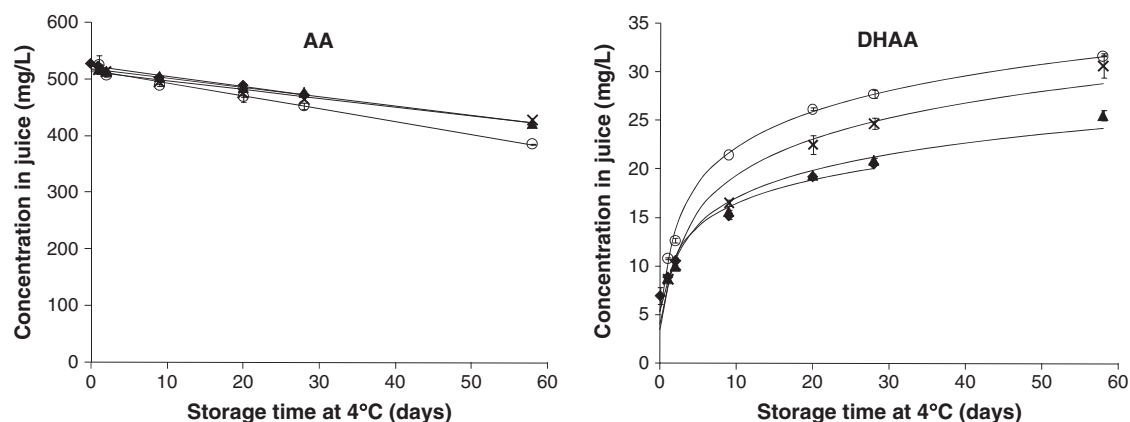 AA
Concentration in juice (mg/L)
600
500
400
300
200
100
0
0 10 20 30 40 50 60
Storage time at 4°C (days)
DHAA
Concentration in juice (mg/L)
35
30
25
20
15
10
5
0
0 10 20 30 40 50 60
Storage time at 4°C (days)